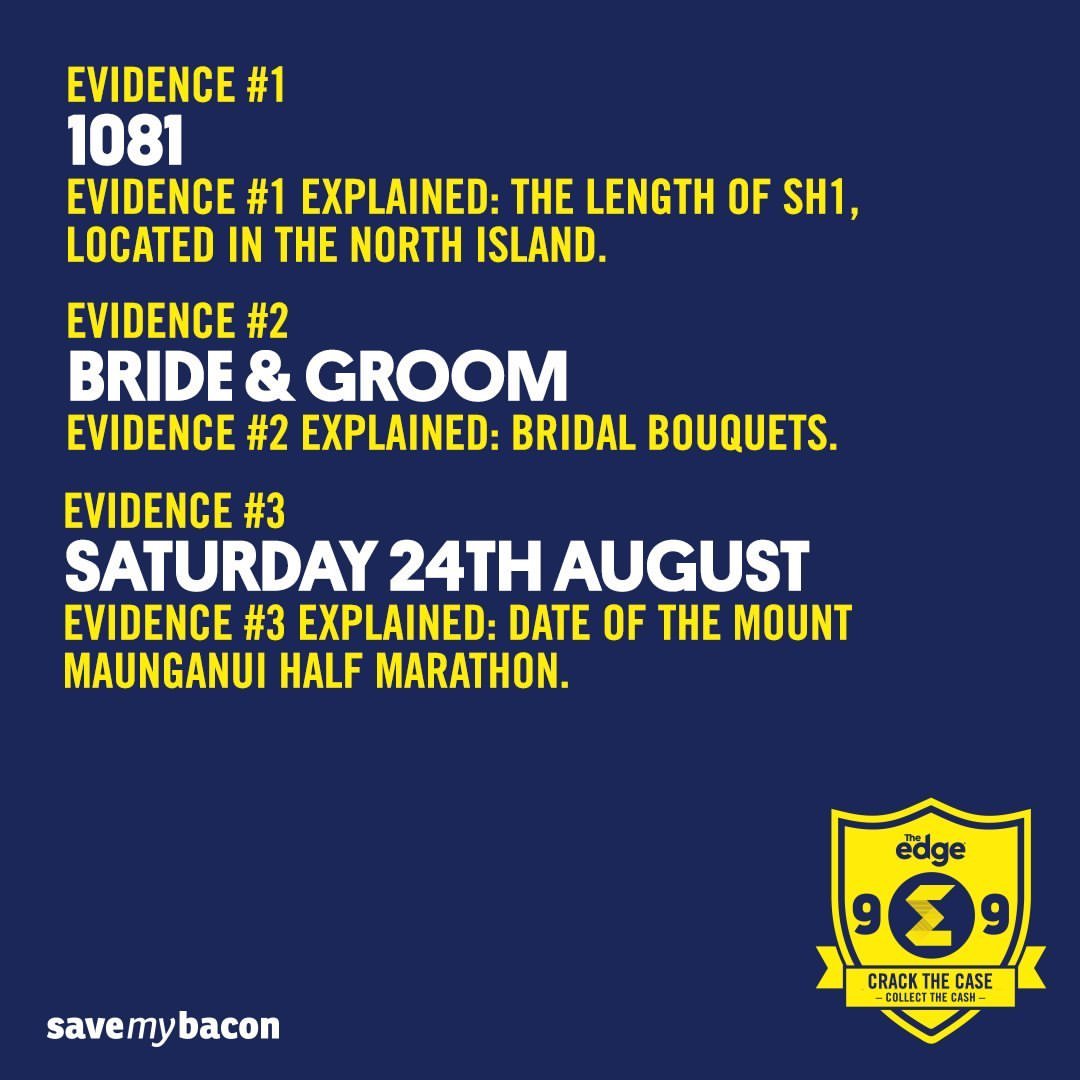 EVIDENCE #1
1081
EVIDENCE #1 EXPLAINED: THE LENGTH OF SH1,
LOCATED IN THE NORTH ISLAND.
EVIDENCE #2
BRIDE & GROOM
EVIDENCE #2 EXPLAINED: BRIDAL BOUQUETS.
EVIDENCE #3
SATURDAY 24TH AUGUST
EVIDENCE #3 EXPLAINED: DATE OF THE MOUNT
MAUNGANUI HALF MARATHON.
The
edge
9 9
CRACK THE CASE
– COLLECT THE CASH –
savemybacon